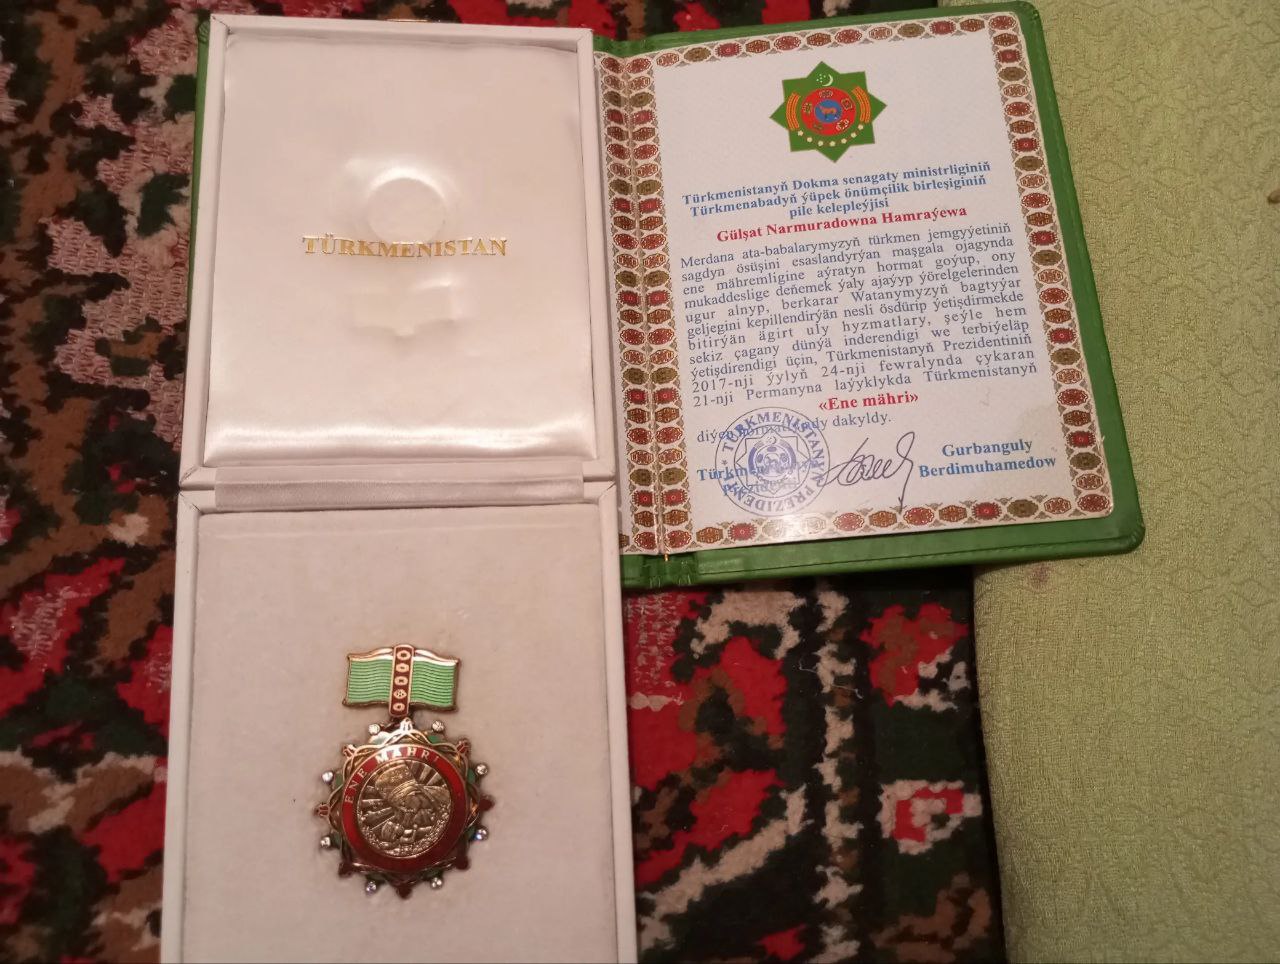 TÜRKMENISTAN
ENE MÄHRI
Türkmenistanyň Dokma senagaty ministrliginiň
Türkmenabadyň ýüpek önümçilik birleşiginiň
pile kelepleýjisi
Gülşat Narmuradowna Hamraýewa
Merdana ata-babalarymyzyň türkmen jemgyýetiniň
sagdyn ösüşini esaslandyrýan maşgala ojagynda
ene mähremligine aýratyn hormat goýup, ony
mukaddeslige deňemek ýaly ajaýyp ýörelgelerinden
ugur alnyp, berkarar Watanymyzyň bagtyýar
geljegini kepillendirýän nesli ösdürip ýetişdirmekde
bitirýän ägirt uly hyzmatlary, şeýle hem
sekiz çagany dünýä inderendigi we terbiýeläp
ýetişdirendigi üçin, Türkmenistanyň Prezidentiniň
2017-nji ýylyň 24-nji fewralynda çykaran
21-nji Permanyna laýyklykda Türkmenistanyň
«Ene mähri»
diýen ady dakyldy.
Gurbanguly
Berdimuhamedow
TÜRKMENISTANYŇ PREZIDENTI